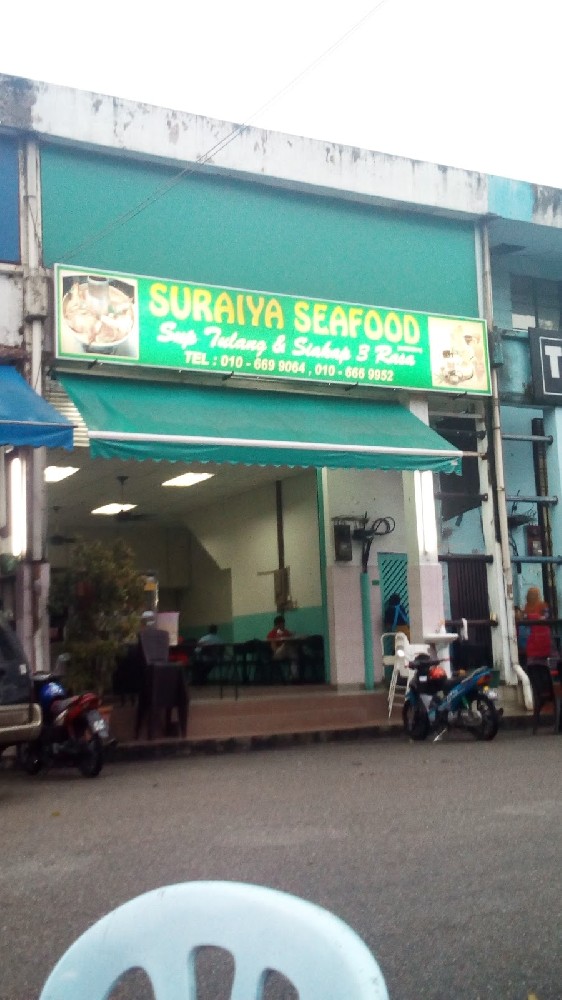 SURAIYA SEAFOOD
Sup Tulang & Siakap 3 Rasa
TEL : 010 - 669 9064 , 010 - 666 9952
T